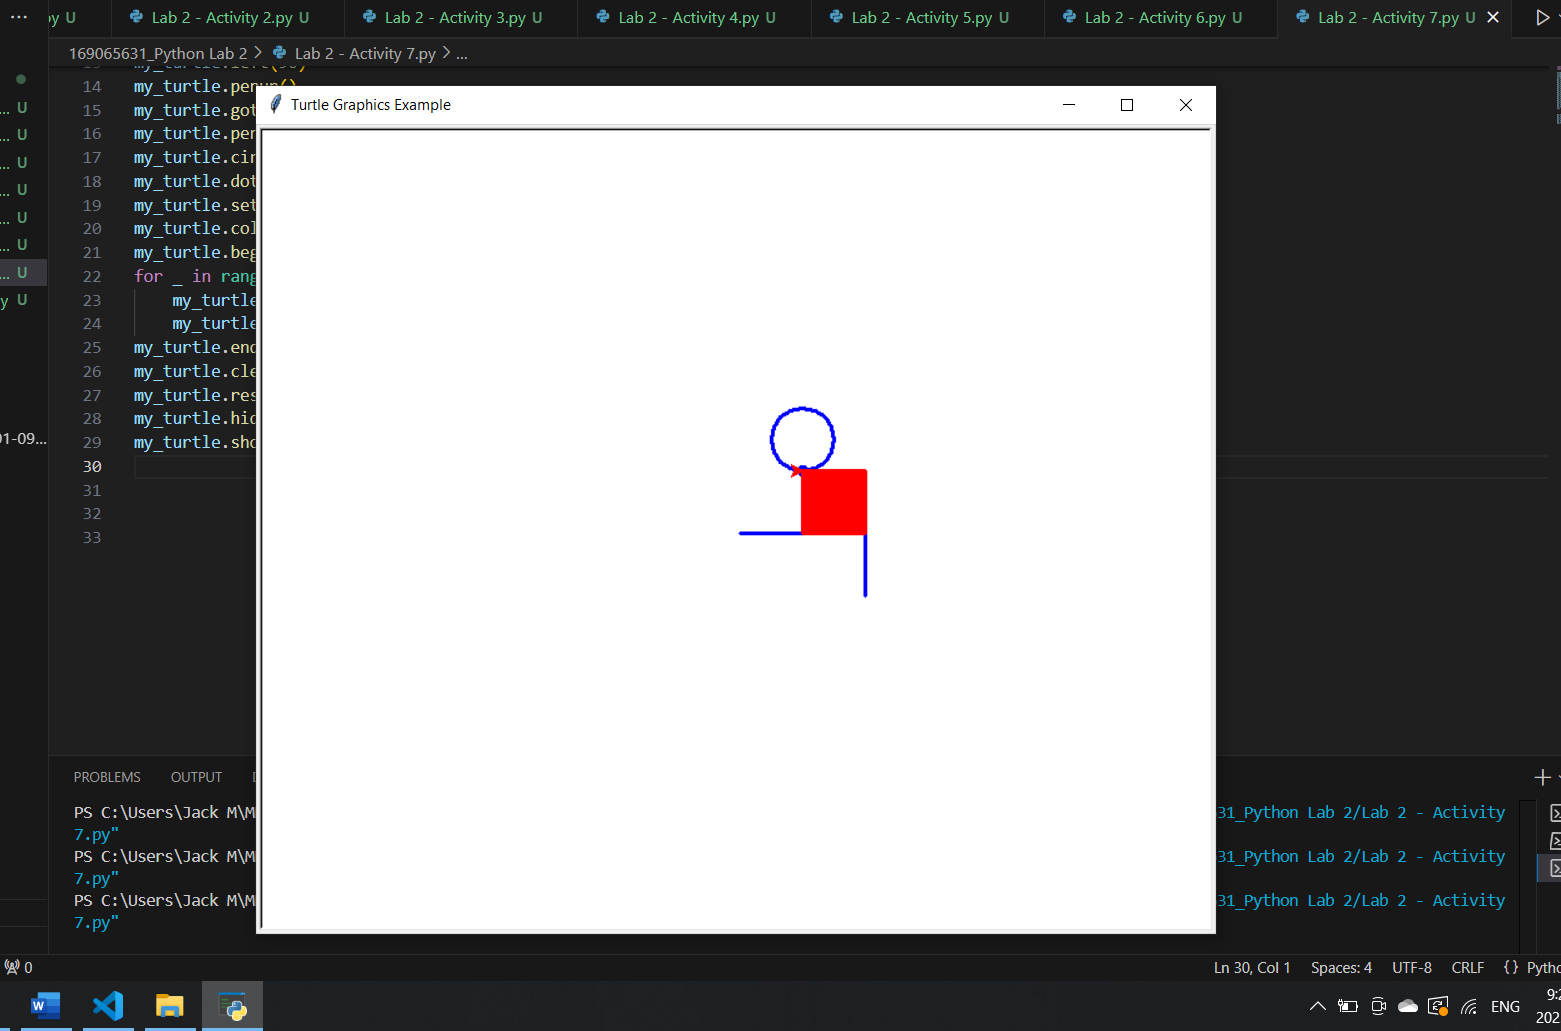 py U Lab 2 - Activity 2.py U Lab 2 - Activity 3.py U Lab 2 - Activity 4.py U Lab 2 - Activity 5.py U Lab 2 - Activity 6.py U Lab 2 - Activity 7.py U
169065631_Python Lab 2 > Lab 2 - Activity 7.py > ...
14 my_turtle.penup()
Turtle Graphics Example
15 my_turtle.got
16 my_turtle.pen
17 my_turtle.cir
18 my_turtle.dot
19 my_turtle.set
20 my_turtle.col
21 my_turtle.beg
22 for _ in rang
23 my_turtle
24 my_turtle
25 my_turtle.end
26 my_turtle.cle
27 my_turtle.res
28 my_turtle.hid
29 my_turtle.sho
30
31
32
33
... U
... U
... U
... U
... U
... U
... U
y U
01-09...
PROBLEMS OUTPUT
PS C:\Users\Jack M\M 31_Python Lab 2/Lab 2 - Activity
7.py"
PS C:\Users\Jack M\M 31_Python Lab 2/Lab 2 - Activity
7.py"
PS C:\Users\Jack M\M 31_Python Lab 2/Lab 2 - Activity
7.py"
0 Ln 30, Col 1 Spaces: 4 UTF-8 CRLF {} Pytho
W ENG 9:2
202